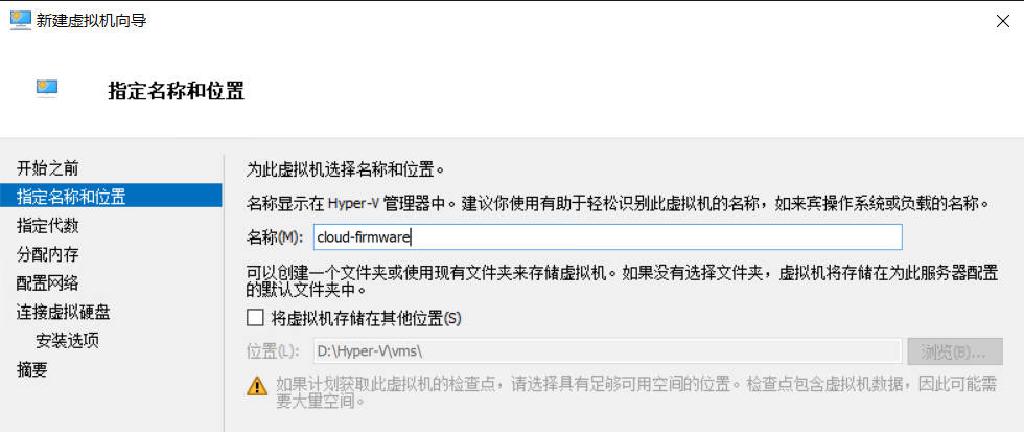 新建虚拟机向导
指定名称和位置
开始之前
指定名称和位置
指定代数
分配内存
配置网络
连接虚拟硬盘
安装选项
摘要
为此虚拟机选择名称和位置。
名称显示在 Hyper-V 管理器中。建议你使用有助于轻松识别此虚拟机的名称，如来宾操作系统或负载的名称。
名称(M): cloud-firmware
可以创建一个文件夹或使用现有文件夹来存储虚拟机。如果没有选择文件夹，虚拟机将存储在为此服务器配置
的默认文件夹中。
将虚拟机存储在其他位置(S)
位置(L): D:\Hyper-V\vms\ 浏览(B)...
如果计划获取此虚拟机的检查点，请选择具有足够可用空间的位置。检查点包含虚拟机数据，因此可能需
要大量空间。